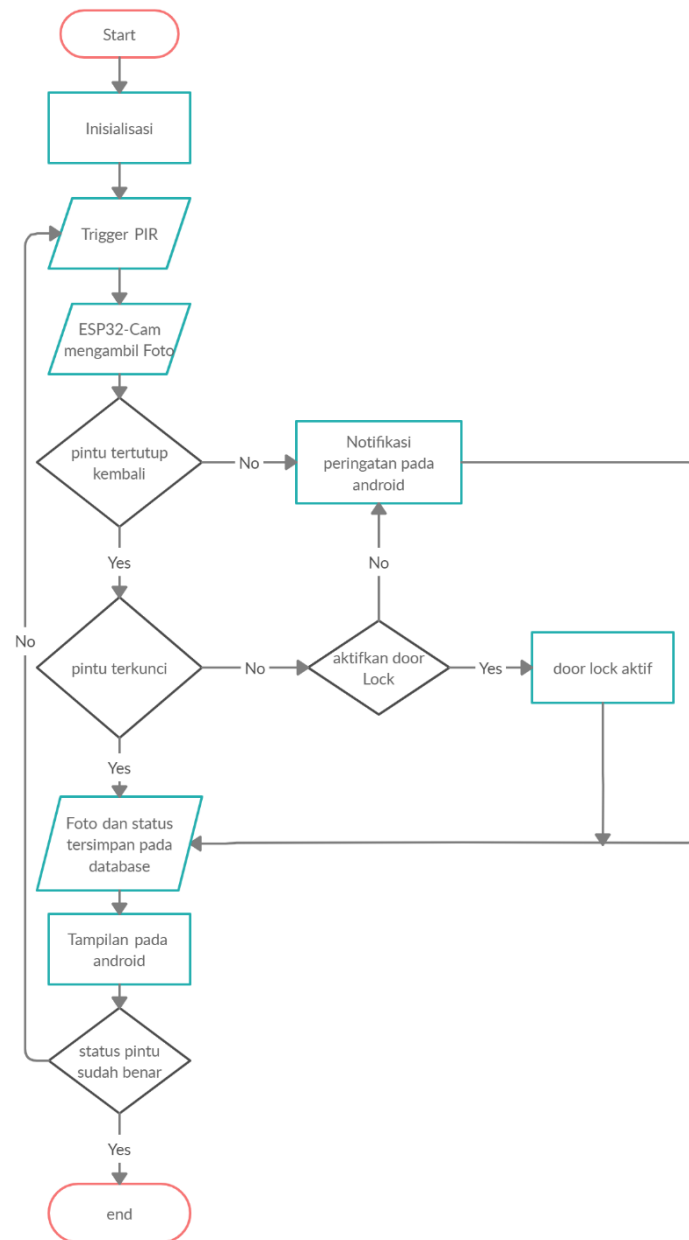 Start
Inisialisasi
Trigger PIR
ESP32-Cam
mengambil Foto
pintu tertutup
kembali
No
Notifikasi
peringatan pada
android
Yes
No
No
pintu terkunci
No
aktifkan door
Lock
Yes
door lock aktif
Yes
Foto dan status
tersimpan pada
database
Tampilan pada
android
status pintu
sudah benar
Yes
end